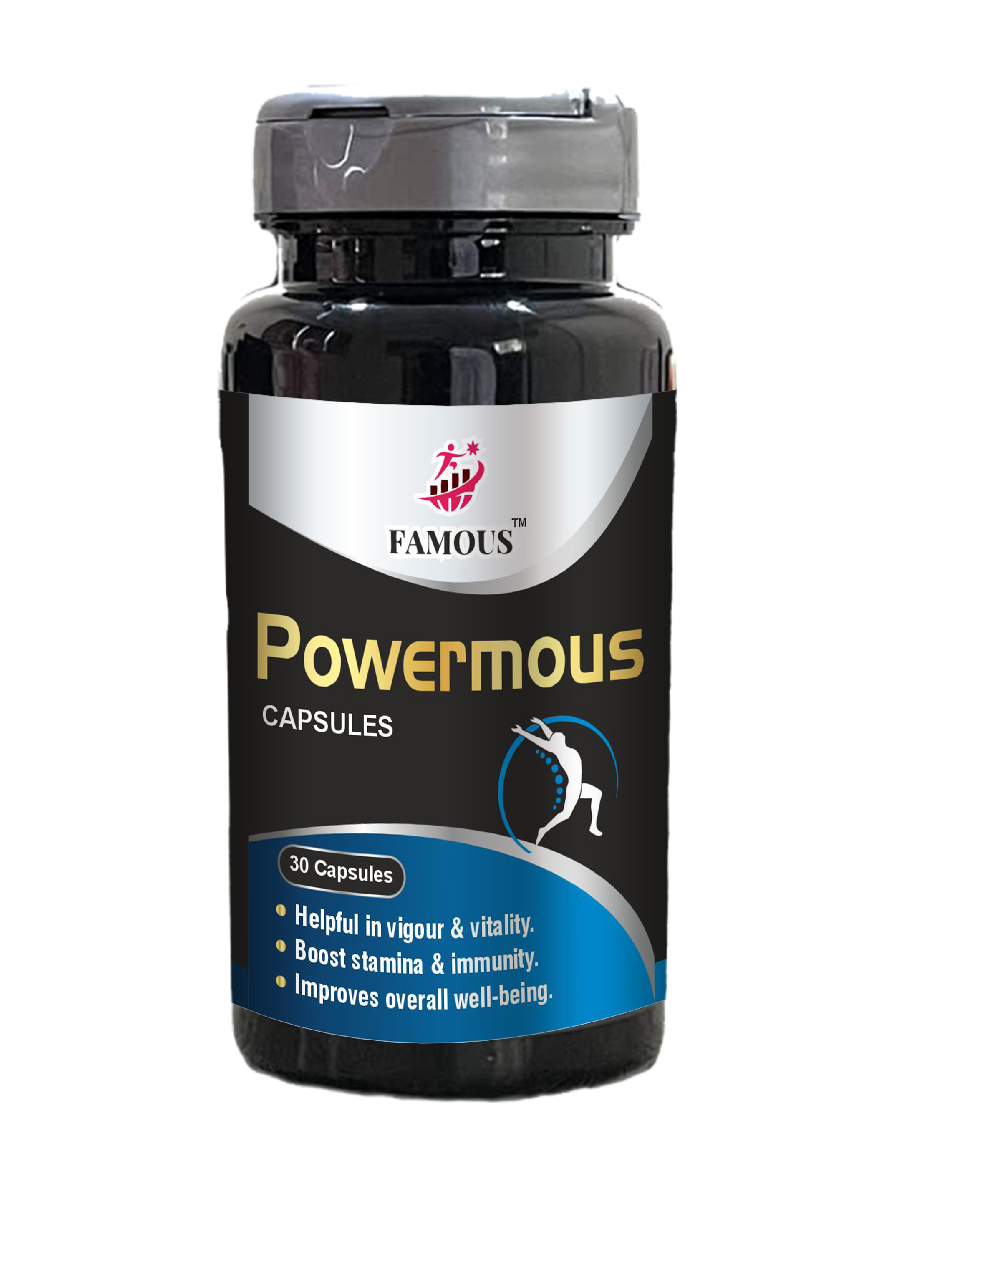 FAMOUS™
Powermous
CAPSULES
30 Capsules
Helpful in vigour & vitality.
Boost stamina & immunity.
Improves overall well-being.